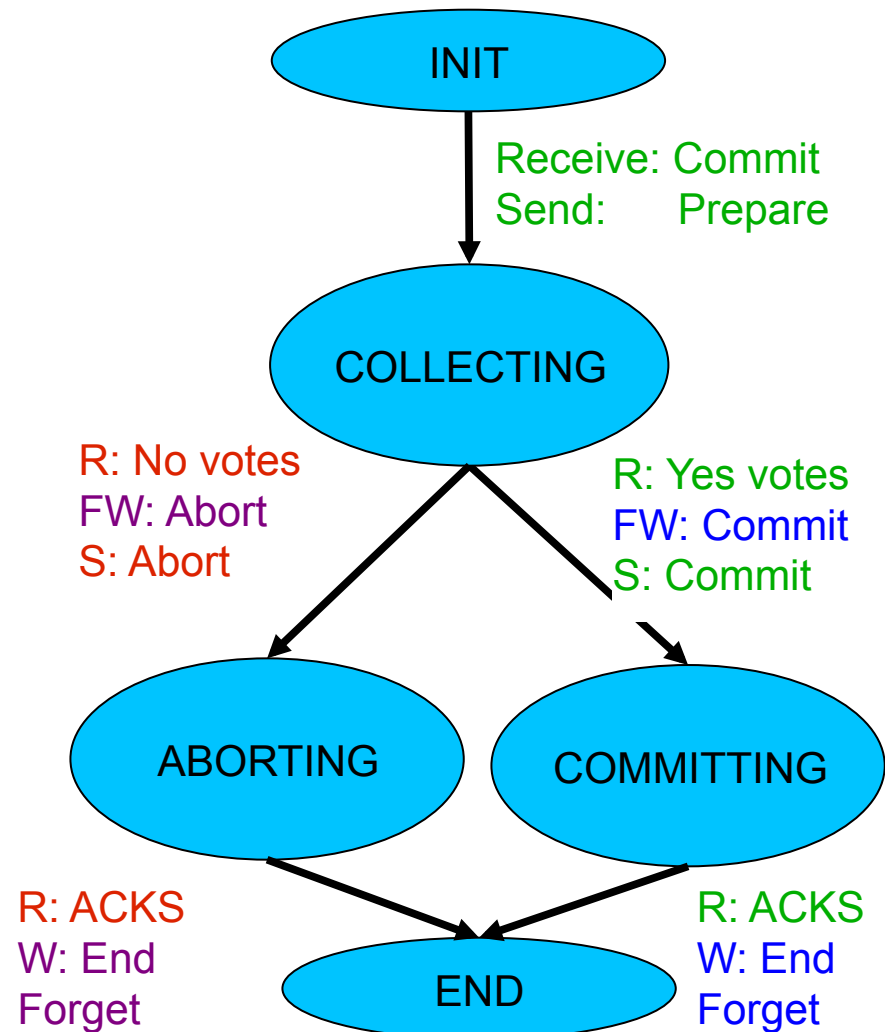 INIT
Receive: Commit
Send: Prepare
COLLECTING
R: No votes
FW: Abort
S: Abort
R: Yes votes
FW: Commit
S: Commit
ABORTING
COMMITTING
R: ACKS
W: End
Forget
R: ACKS
W: End
Forget
END